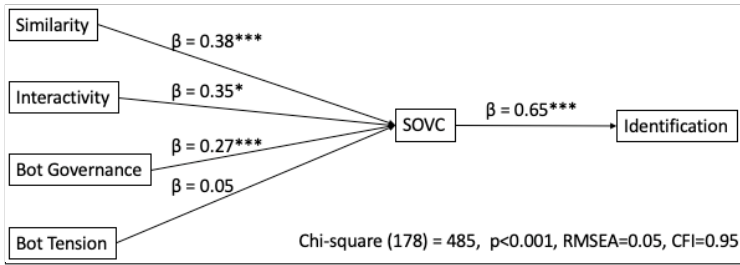 Similarity
β = 0.38***
Interactivity
β = 0.35*
SOVC
β = 0.65***
Identification
Bot Governance
β = 0.27***
β = 0.05
Bot Tension
Chi-square (178) = 485, p<0.001, RMSEA=0.05, CFI=0.95